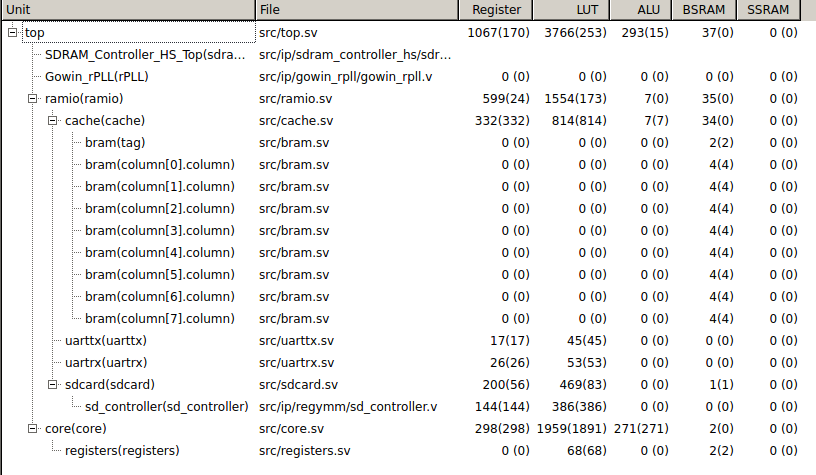 Unit File Register LUT ALU BSRAM SSRAM
top src/top.sv 1067(170) 3766(253) 293(15) 37(0) 0 (0)
SDRAM_Controller_HS_Top(sdra... src/ip/sdram_controller_hs/sdr...
Gowin_rPLL(rPLL) src/ip/gowin_rpll/gowin_rpll.v 0 (0) 0 (0) 0 (0) 0 (0) 0 (0)
ramio(ramio) src/ramio.sv 599(24) 1554(173) 7(0) 35(0) 0 (0)
cache(cache) src/cache.sv 332(332) 814(814) 7(7) 34(0) 0 (0)
bram(tag) src/bram.sv 0 (0) 0 (0) 0 (0) 2(2) 0 (0)
bram(column[0].column) src/bram.sv 0 (0) 0 (0) 0 (0) 4(4) 0 (0)
bram(column[1].column) src/bram.sv 0 (0) 0 (0) 0 (0) 4(4) 0 (0)
bram(column[2].column) src/bram.sv 0 (0) 0 (0) 0 (0) 4(4) 0 (0)
bram(column[3].column) src/bram.sv 0 (0) 0 (0) 0 (0) 4(4) 0 (0)
bram(column[4].column) src/bram.sv 0 (0) 0 (0) 0 (0) 4(4) 0 (0)
bram(column[5].column) src/bram.sv 0 (0) 0 (0) 0 (0) 4(4) 0 (0)
bram(column[6].column) src/bram.sv 0 (0) 0 (0) 0 (0) 4(4) 0 (0)
bram(column[7].column) src/bram.sv 0 (0) 0 (0) 0 (0) 4(4) 0 (0)
uarttx(uarttx) src/uarttx.sv 17(17) 45(45) 0 (0) 0 (0) 0 (0)
uartrx(uartrx) src/uartrx.sv 26(26) 53(53) 0 (0) 0 (0) 0 (0)
sdcard(sdcard) src/sdcard.sv 200(56) 469(83) 0 (0) 1(1) 0 (0)
sd_controller(sd_controller) src/ip/regymm/sd_controller.v 144(144) 386(386) 0 (0) 0 (0) 0 (0)
core(core) src/core.sv 298(298) 1959(1891) 271(271) 2(0) 0 (0)
registers(registers) src/registers.sv 0 (0) 68(68) 0 (0) 2(2) 0 (0)